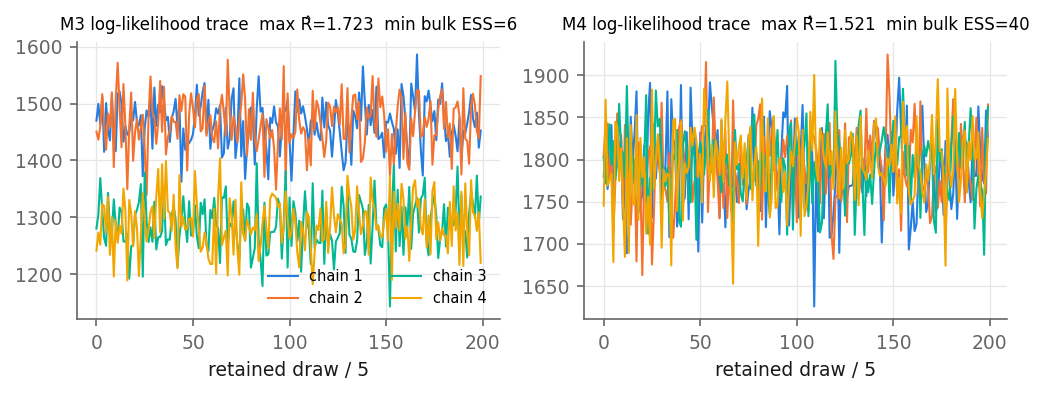 M3 log-likelihood trace  max R̂=1.723  min bulk ESS=6
M4 log-likelihood trace  max R̂=1.521  min bulk ESS=40
1600
1500
1400
1300
1200
1900
1850
1800
1750
1700
1650
chain 1
chain 2
chain 3
chain 4
0 50 100 150 200
0 50 100 150 200
retained draw / 5
retained draw / 5